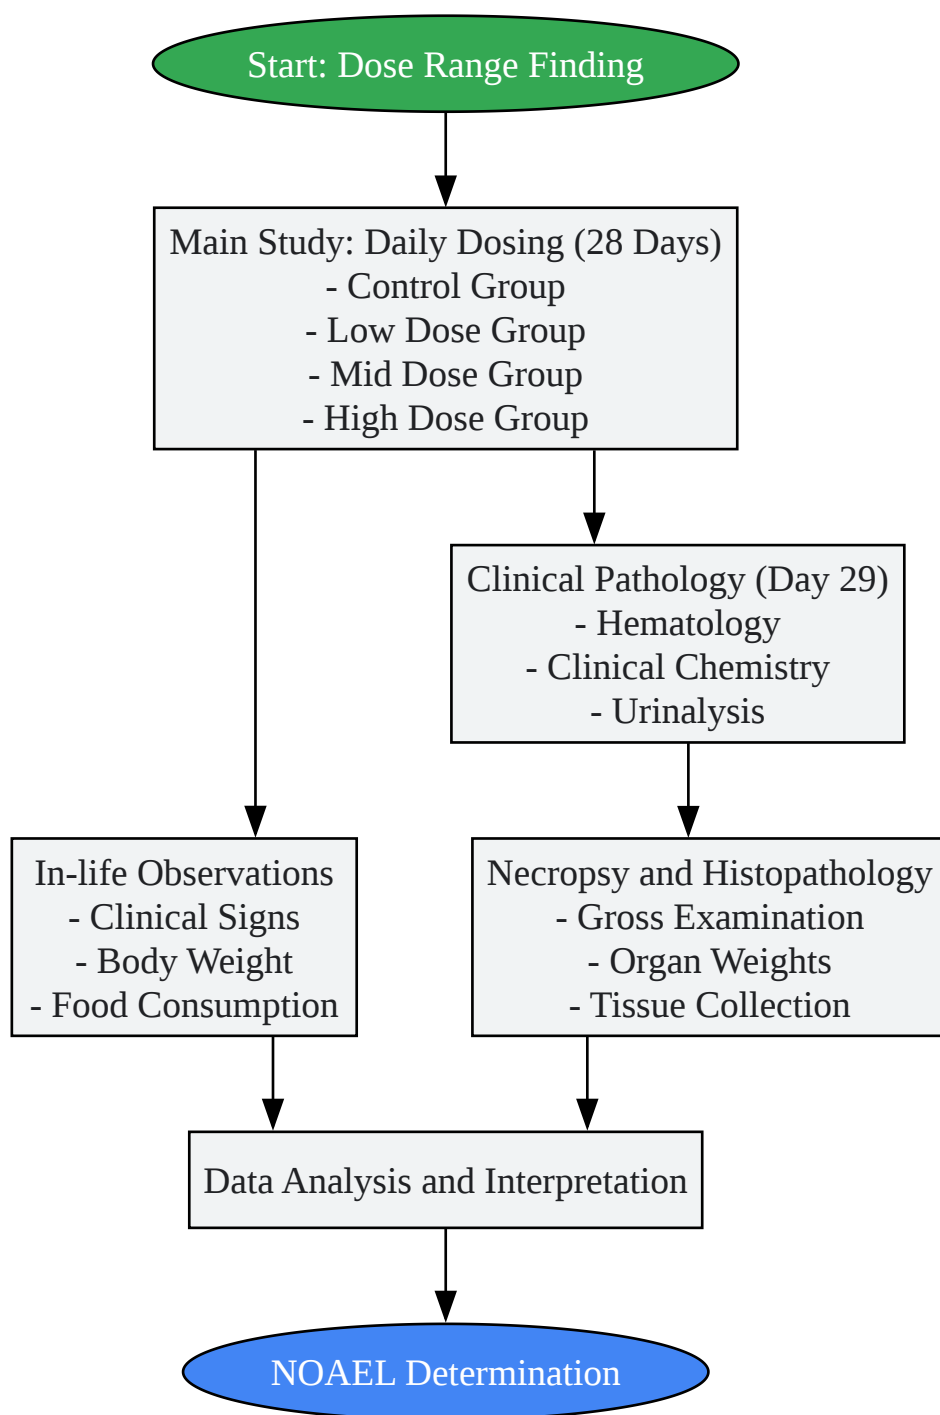 Start: Dose Range Finding
Main Study: Daily Dosing (28 Days)
- Control Group
- Low Dose Group
- Mid Dose Group
- High Dose Group
Clinical Pathology (Day 29)
- Hematology
- Clinical Chemistry
- Urinalysis
In-life Observations
- Clinical Signs
- Body Weight
- Food Consumption
Necropsy and Histopathology
- Gross Examination
- Organ Weights
- Tissue Collection
Data Analysis and Interpretation
NOAEL Determination